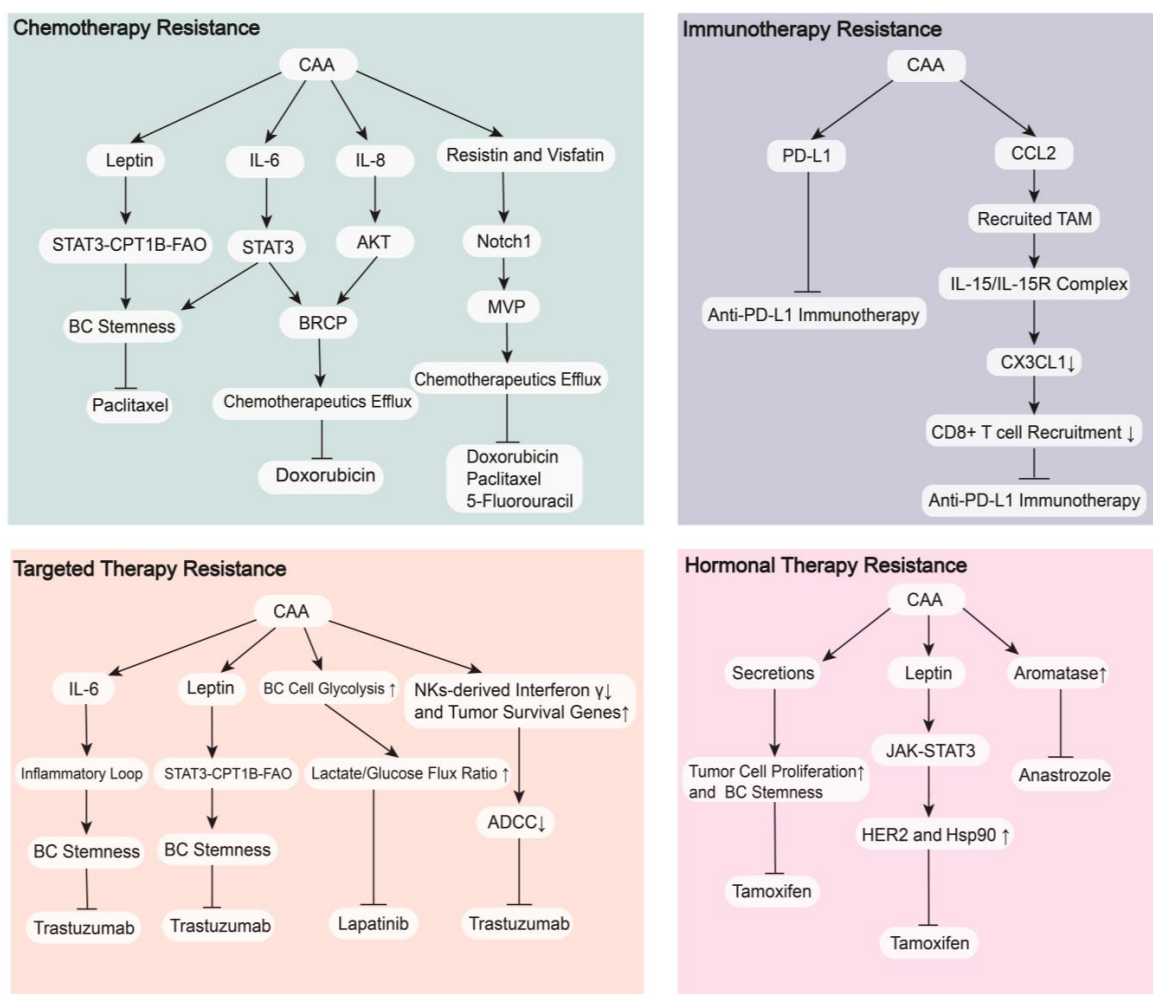 Chemotherapy Resistance
CAA
Leptin
IL-6
IL-8
Resistin and Visfatin
STAT3-CPT1B-FAO
STAT3
AKT
Notch1
BC Stemness
BRCP
MVP
Paclitaxel
Chemotherapeutics Efflux
Chemotherapeutics Efflux
Doxorubicin
Doxorubicin
Paclitaxel
5-Fluorouracil
Immunotherapy Resistance
CAA
PD-L1
CCL2
Recruited TAM
IL-15/IL-15R Complex
Anti-PD-L1 Immunotherapy
CX3CL1↓
CD8+ T cell Recruitment ↓
Anti-PD-L1 Immunotherapy
Targeted Therapy Resistance
CAA
IL-6
Leptin
BC Cell Glycolysis ↑
NKs-derived Interferon γ↓
and Tumor Survival Genes↑
Inflammatory Loop
STAT3-CPT1B-FAO
Lactate/Glucose Flux Ratio ↑
ADCC↓
BC Stemness
BC Stemness
Trastuzumab
Trastuzumab
Lapatinib
Trastuzumab
Hormonal Therapy Resistance
CAA
Secretions
Leptin
Aromatase↑
JAK-STAT3
Tumor Cell Proliferation↑
and BC Stemness
Anastrozole
HER2 and Hsp90 ↑
Tamoxifen
Tamoxifen